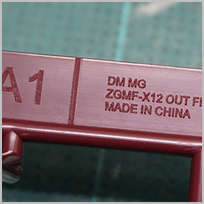 A1
DM MG
ZGMF-X12 OUT F
MADE IN CHINA